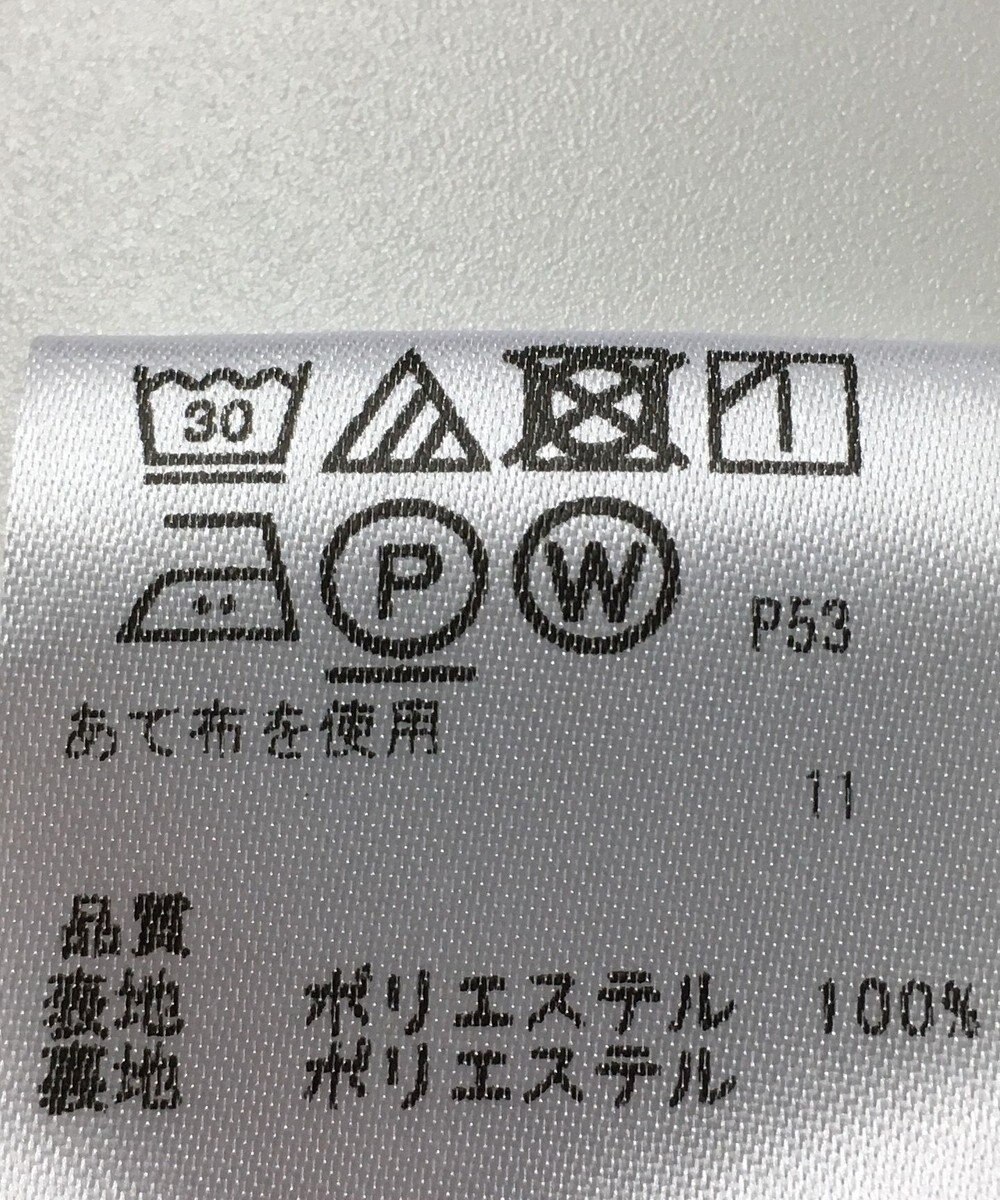 30
P W P53
あて布を使用
11
品質
表地 ポリエステル 100%
裏地 ポリエステル